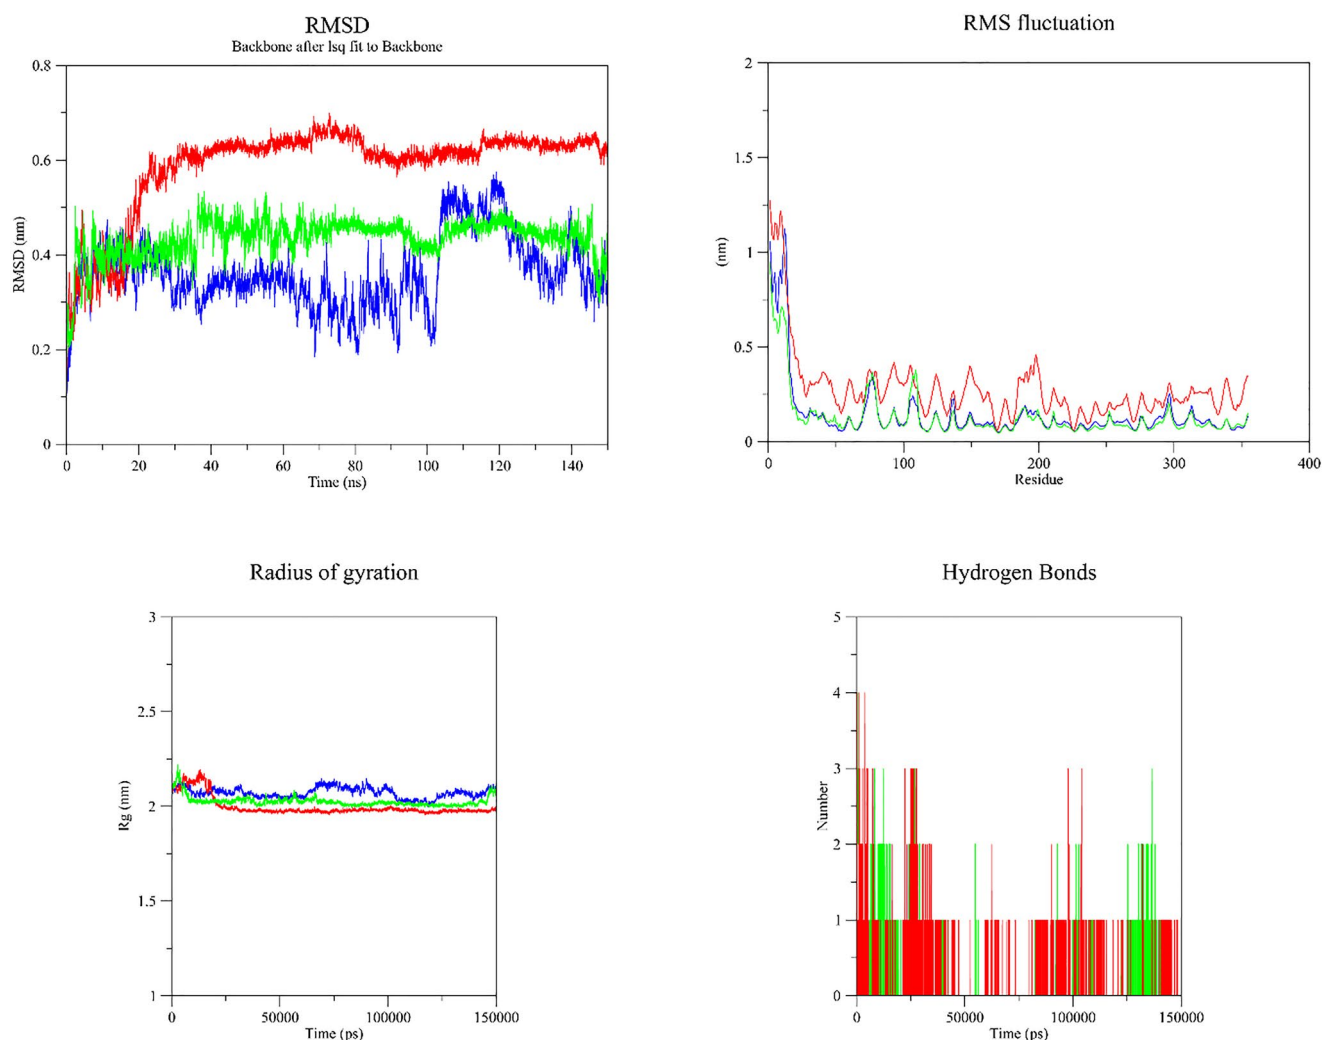 RMSD
Backbone after lsq fit to Backbone
0.8
0.6
0.4
0.2
0
RMSD (nm)
0 20 40 60 80 100 120 140
Time (ns)
RMS fluctuation
2
1.5
1
0.5
0
(nm)
0 100 200 300 400
Residue
Radius of gyration
3
2.5
2
1.5
1
Rg (nm)
0 50000 100000 150000
Time (ps)
Hydrogen Bonds
5
4
3
2
1
0
Number
0 50000 100000 150000
Time (ps)